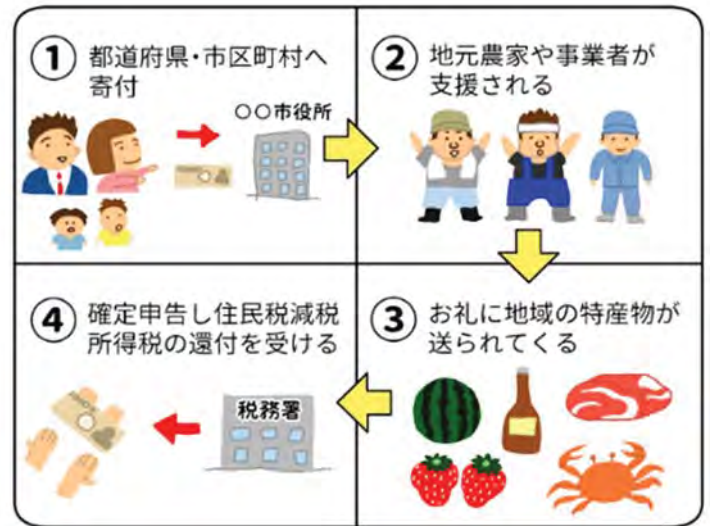 ① 都道府県・市区町村へ
寄付
○○市役所
② 地元農家や事業者が
支援される
③ お礼に地域の特産物が
送られてくる
④ 確定申告し住民税減税
所得税の還付を受ける
税務署